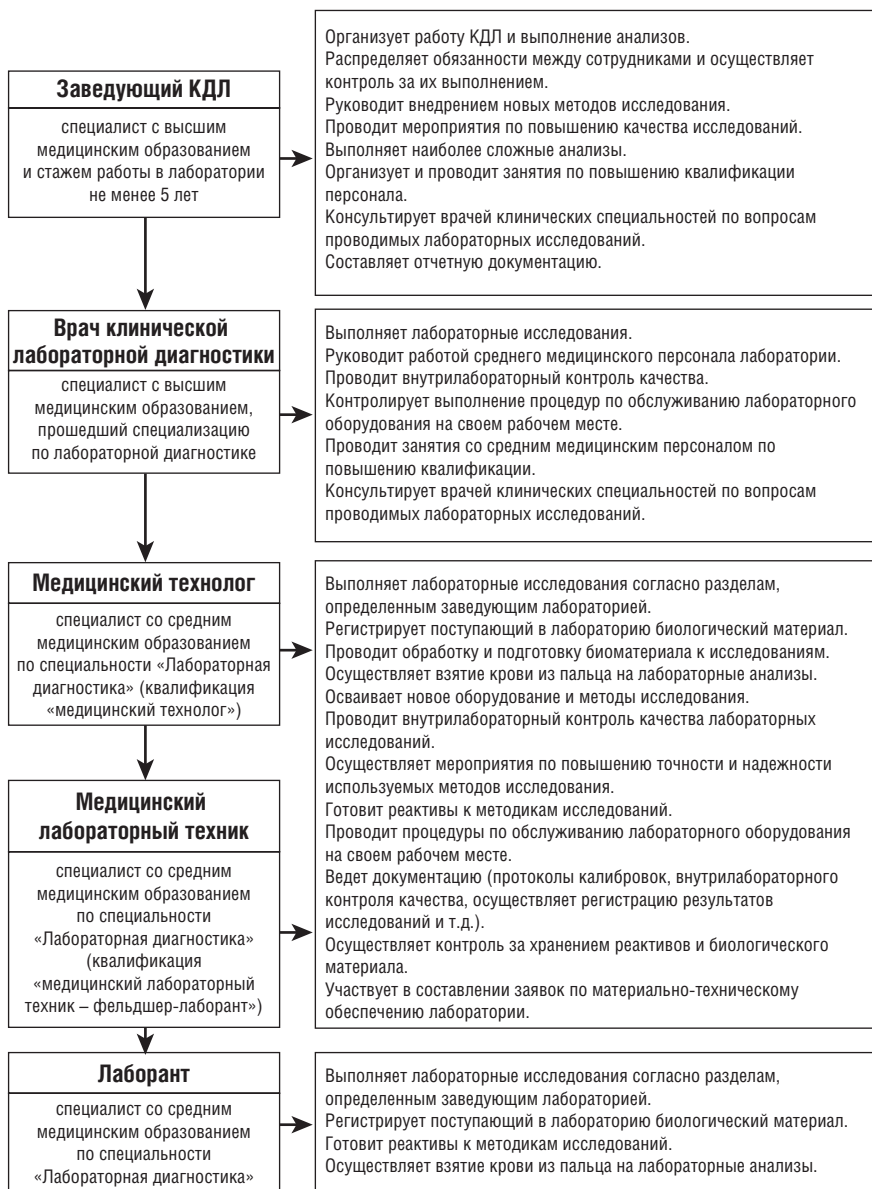 Заведующий КДЛ
специалист с высшим
медицинским образованием
и стажем работы в лаборатории
не менее 5 лет
Организует работу КДЛ и выполнение анализов.
Распределяет обязанности между сотрудниками и осуществляет
контроль за их выполнением.
Руководит внедрением новых методов исследования.
Проводит мероприятия по повышению качества исследований.
Выполняет наиболее сложные анализы.
Организует и проводит занятия по повышению квалификации
персонала.
Консультирует врачей клинических специальностей по вопросам
проводимых лабораторных исследований.
Составляет отчетную документацию.
Врач клинической
лабораторной диагностики
специалист с высшим
медицинским образованием,
прошедший специализацию
по лабораторной диагностике
Выполняет лабораторные исследования.
Руководит работой среднего медицинского персонала лаборатории.
Проводит внутрилабораторный контроль качества.
Контролирует выполнение процедур по обслуживанию лабораторного
оборудования на своем рабочем месте.
Проводит занятия со средним медицинским персоналом по
повышению квалификации.
Консультирует врачей клинических специальностей по вопросам
проводимых лабораторных исследований.
Медицинский технолог
специалист со средним
медицинским образованием
по специальности «Лабораторная
диагностика» (квалификация
«медицинский технолог»)
Медицинский
лабораторный техник
специалист со средним
медицинским образованием
по специальности
«Лабораторная диагностика»
(квалификация
«медицинский лабораторный
техник – фельдшер-лаборант»)
Выполняет лабораторные исследования согласно разделам,
определенным заведующим лабораторией.
Регистрирует поступающий в лабораторию биологический материал.
Проводит обработку и подготовку биоматериала к исследованиям.
Осуществляет взятие крови из пальца на лабораторные анализы.
Осваивает новое оборудование и методы исследования.
Проводит внутрилабораторный контроль качества лабораторных
исследований.
Осуществляет мероприятия по повышению точности и надежности
используемых методов исследования.
Готовит реактивы к методикам исследований.
Проводит процедуры по обслуживанию лабораторного оборудования
на своем рабочем месте.
Ведет документацию (протоколы калибровок, внутрилабораторного
контроля качества, осуществляет регистрацию результатов
исследований и т.д.).
Осуществляет контроль за хранением реактивов и биологического
материала.
Участвует в составлении заявок по материально-техническому
обеспечению лаборатории.
Лаборант
специалист со средним
медицинским образованием
по специальности
«Лабораторная диагностика»
Выполняет лабораторные исследования согласно разделам,
определенным заведующим лабораторией.
Регистрирует поступающий в лабораторию биологический материал.
Готовит реактивы к методикам исследований.
Осуществляет взятие крови из пальца на лабораторные анализы.